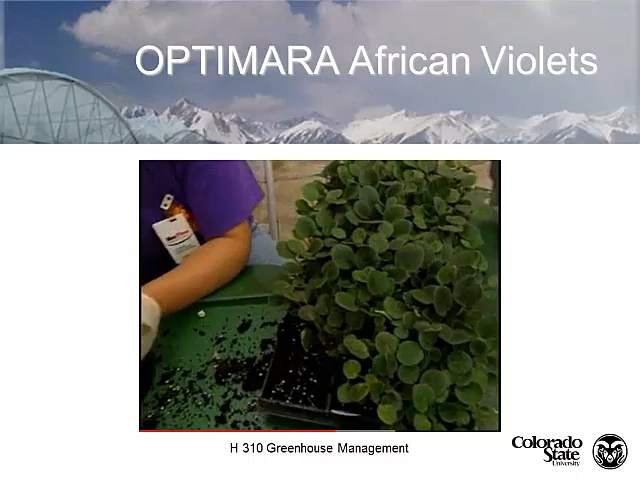 OPTIMARA African Violets
H 310 Greenhouse Management
Colorado
State
University